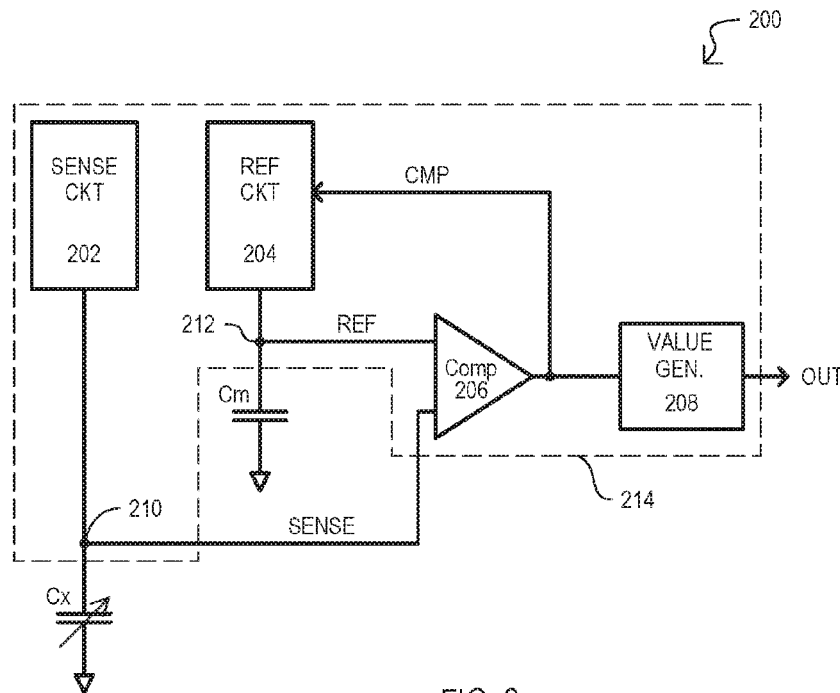 200
SENSE
CKT
202
REF
CKT
204
CMP
212
REF
Comp
206
VALUE
GEN.
208
OUT
Cm
210
SENSE
214
Cx